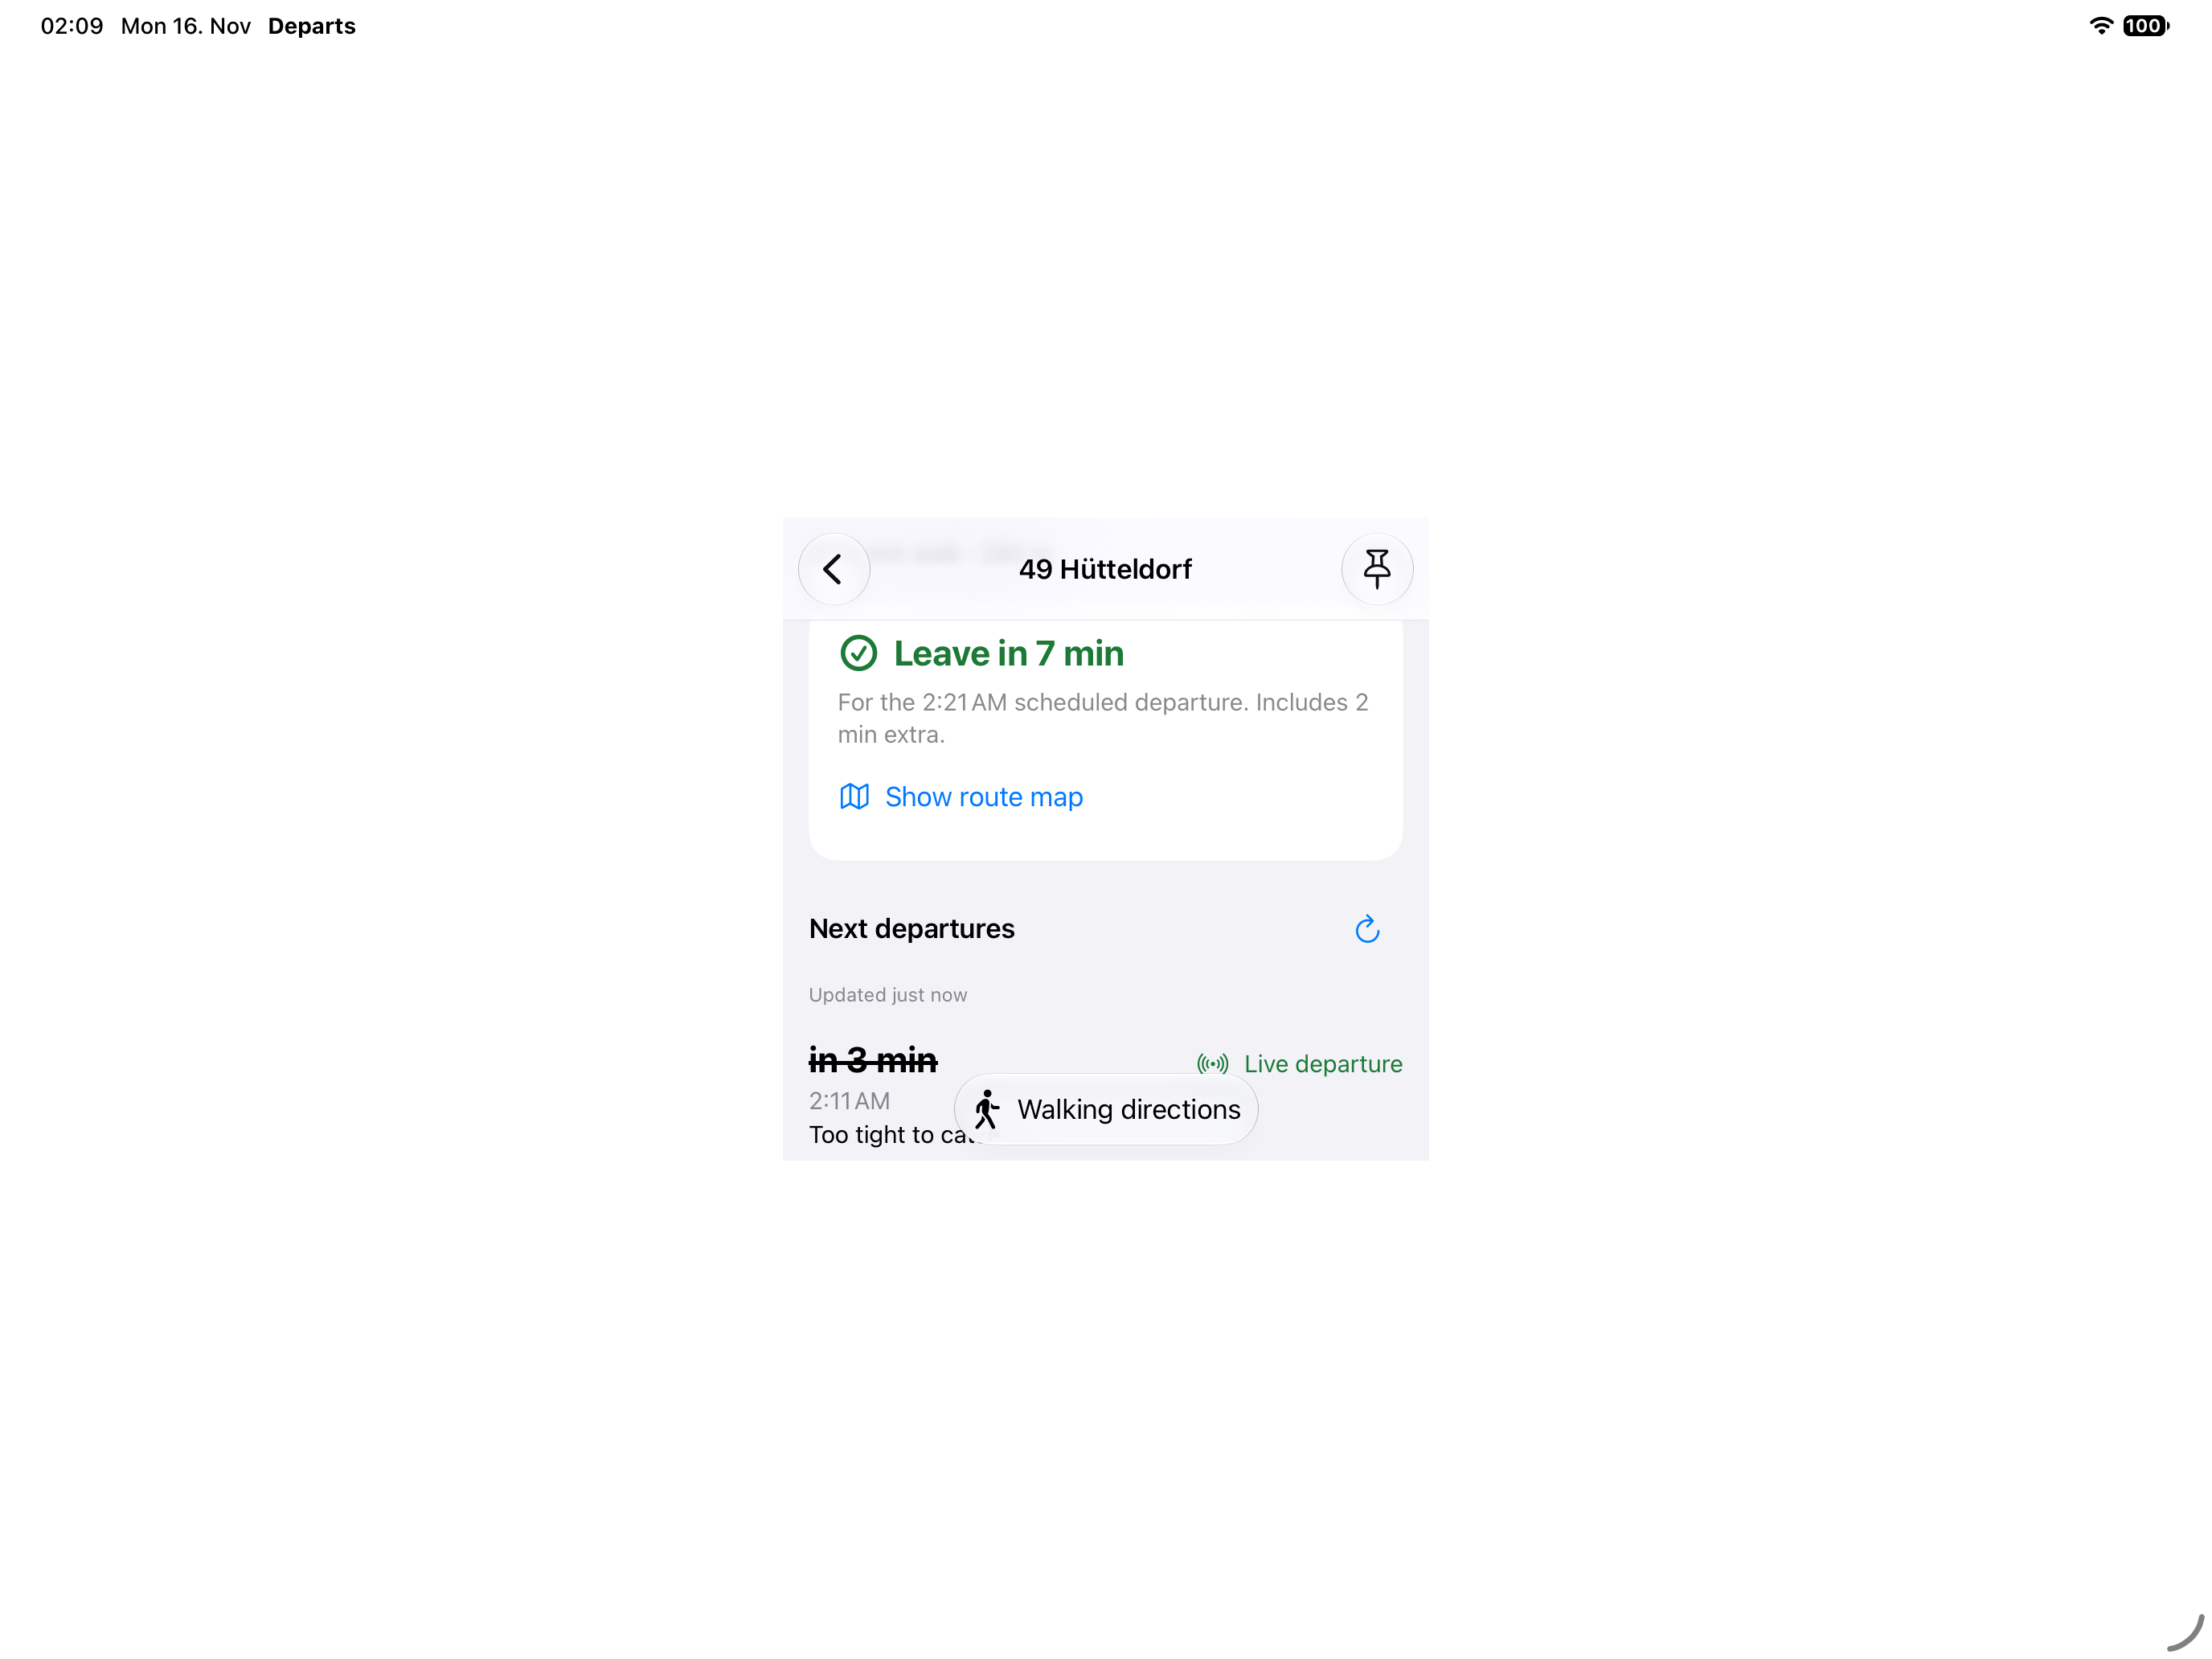 02:09 Mon 16. Nov Departs
100
49 Hütteldorf
Leave in 7 min
For the 2:21 AM scheduled departure. Includes 2
min extra.
Show route map
Next departures
Updated just now
in 3 min
Live departure
2:11 AM
Walking directions
Too tight to